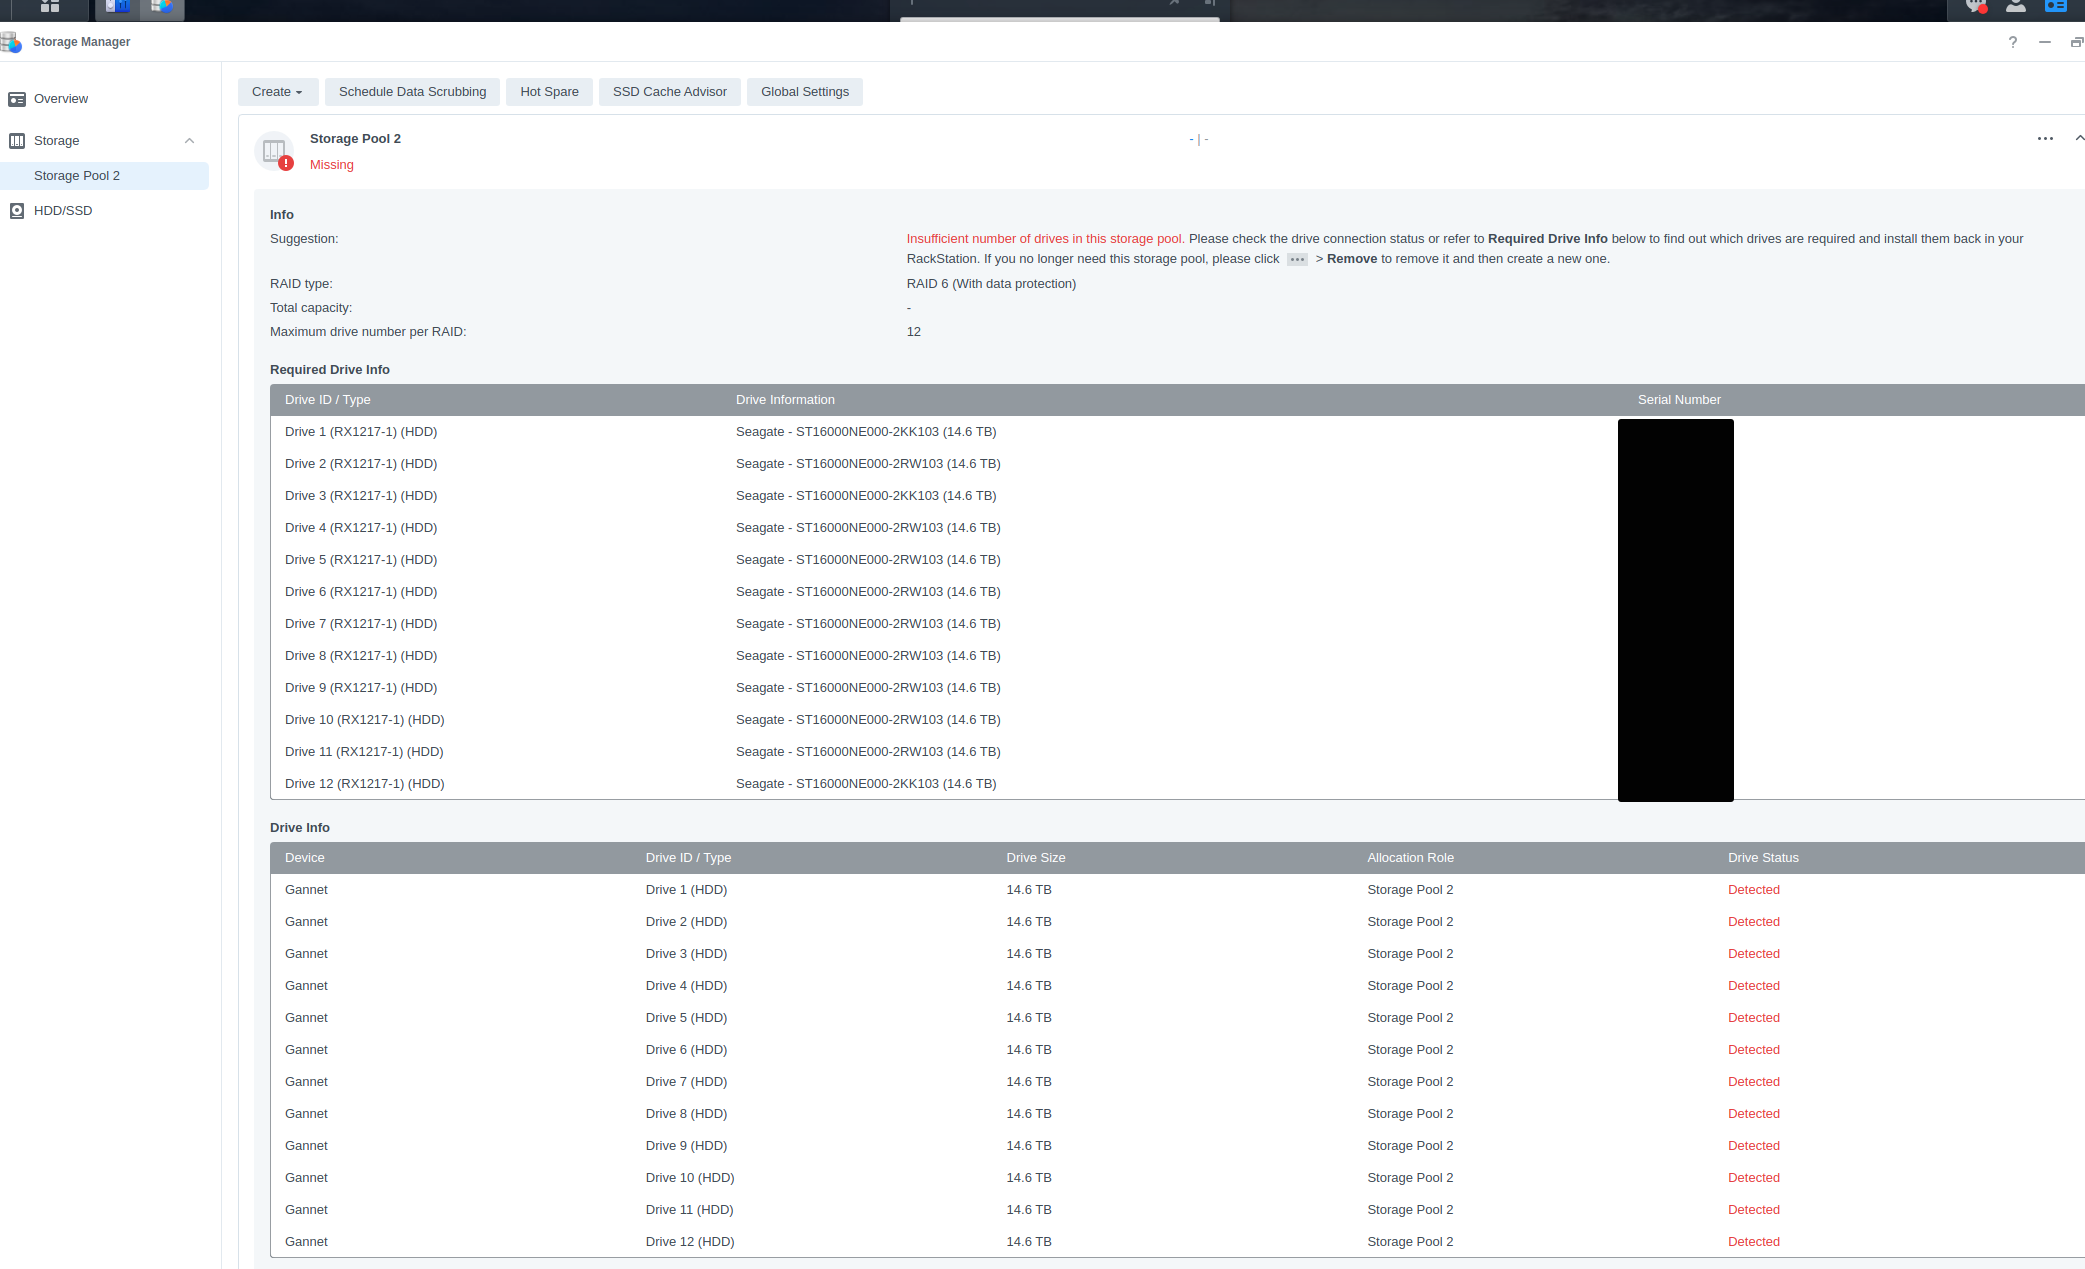 Storage Manager
?
Overview
Storage
Storage Pool 2
HDD/SSD
Create
Schedule Data Scrubbing
Hot Spare
SSD Cache Advisor
Global Settings
Storage Pool 2
- | -
Missing
Info
Suggestion:
Insufficient number of drives in this storage pool. Please check the drive connection status or refer to Required Drive Info below to find out which drives are required and install them back in your
RackStation. If you no longer need this storage pool, please click ••• > Remove to remove it and then create a new one.
RAID type:
RAID 6 (With data protection)
Total capacity:
-
Maximum drive number per RAID:
12
Required Drive Info
Drive ID / Type Drive Information Serial Number
Drive 1 (RX1217-1) (HDD) Seagate - ST16000NE000-2KK103 (14.6 TB)
Drive 2 (RX1217-1) (HDD) Seagate - ST16000NE000-2RW103 (14.6 TB)
Drive 3 (RX1217-1) (HDD) Seagate - ST16000NE000-2KK103 (14.6 TB)
Drive 4 (RX1217-1) (HDD) Seagate - ST16000NE000-2RW103 (14.6 TB)
Drive 5 (RX1217-1) (HDD) Seagate - ST16000NE000-2RW103 (14.6 TB)
Drive 6 (RX1217-1) (HDD) Seagate - ST16000NE000-2RW103 (14.6 TB)
Drive 7 (RX1217-1) (HDD) Seagate - ST16000NE000-2RW103 (14.6 TB)
Drive 8 (RX1217-1) (HDD) Seagate - ST16000NE000-2RW103 (14.6 TB)
Drive 9 (RX1217-1) (HDD) Seagate - ST16000NE000-2RW103 (14.6 TB)
Drive 10 (RX1217-1) (HDD) Seagate - ST16000NE000-2RW103 (14.6 TB)
Drive 11 (RX1217-1) (HDD) Seagate - ST16000NE000-2RW103 (14.6 TB)
Drive 12 (RX1217-1) (HDD) Seagate - ST16000NE000-2KK103 (14.6 TB)
Drive Info
Device Drive ID / Type Drive Size Allocation Role Drive Status
Gannet Drive 1 (HDD) 14.6 TB Storage Pool 2 Detected
Gannet Drive 2 (HDD) 14.6 TB Storage Pool 2 Detected
Gannet Drive 3 (HDD) 14.6 TB Storage Pool 2 Detected
Gannet Drive 4 (HDD) 14.6 TB Storage Pool 2 Detected
Gannet Drive 5 (HDD) 14.6 TB Storage Pool 2 Detected
Gannet Drive 6 (HDD) 14.6 TB Storage Pool 2 Detected
Gannet Drive 7 (HDD) 14.6 TB Storage Pool 2 Detected
Gannet Drive 8 (HDD) 14.6 TB Storage Pool 2 Detected
Gannet Drive 9 (HDD) 14.6 TB Storage Pool 2 Detected
Gannet Drive 10 (HDD) 14.6 TB Storage Pool 2 Detected
Gannet Drive 11 (HDD) 14.6 TB Storage Pool 2 Detected
Gannet Drive 12 (HDD) 14.6 TB Storage Pool 2 Detected